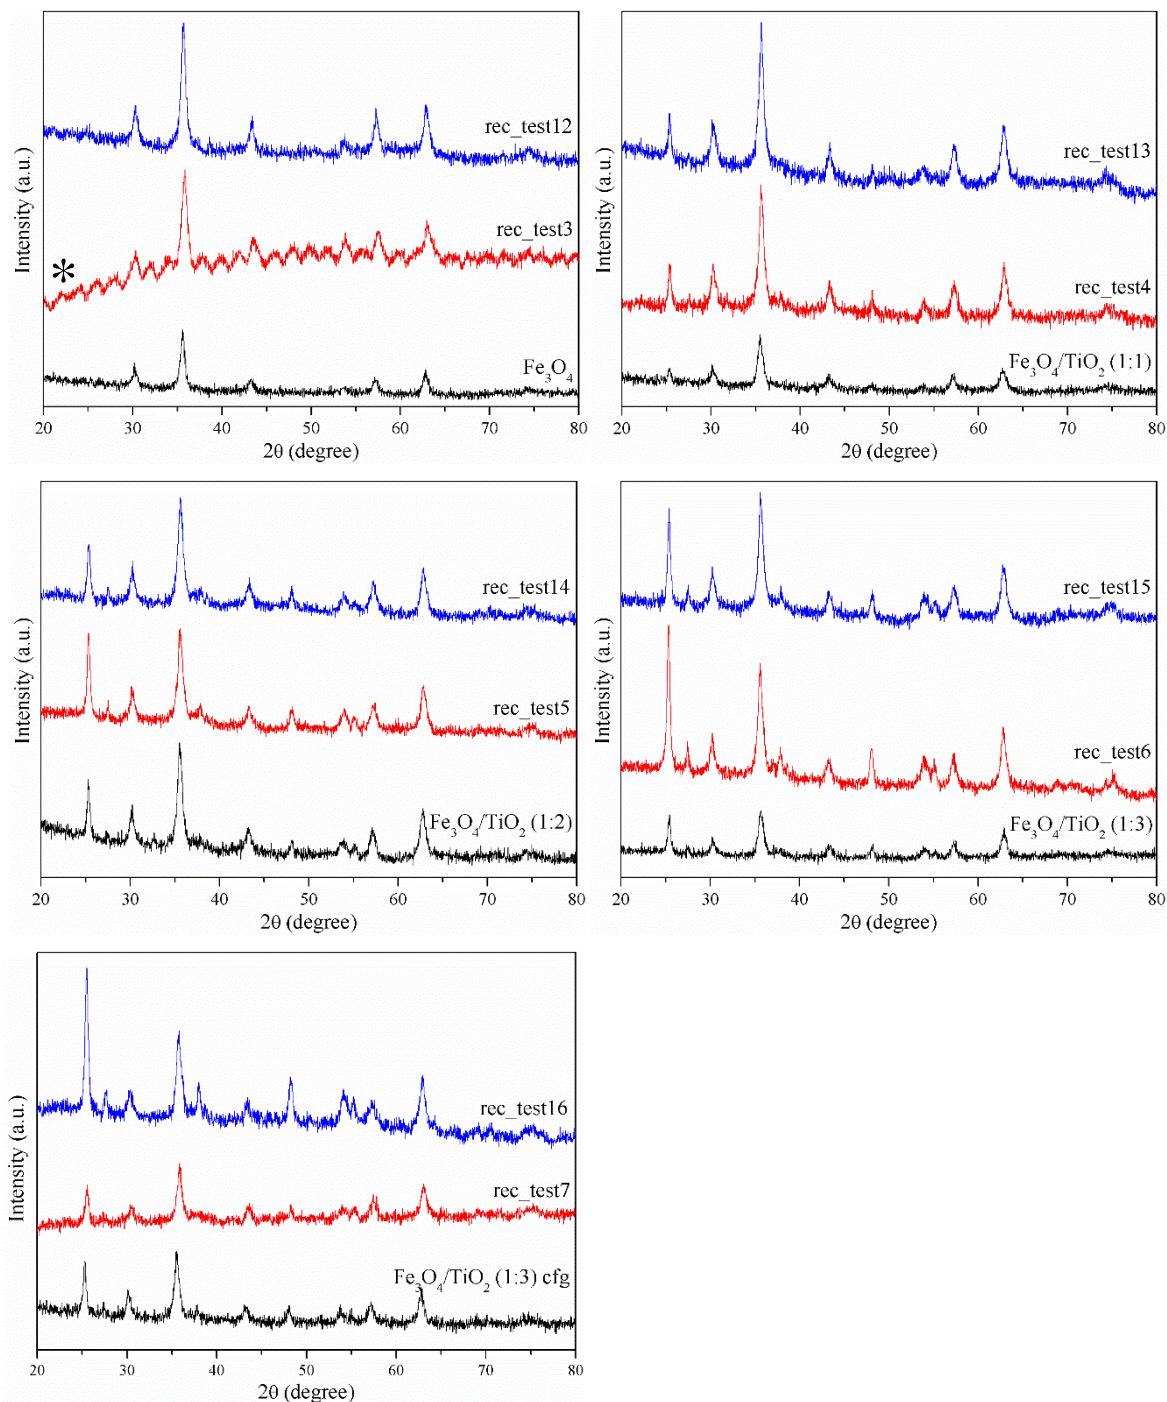 Intensity (a.u.)
rec_test12
rec_test3
*
Fe3O4
20 30 40 50 60 70 80
2θ (degree)
Intensity (a.u.)
rec_test13
rec_test4
Fe3O4/TiO2 (1:1)
20 30 40 50 60 70 80
2θ (degree)
Intensity (a.u.)
rec_test14
rec_test5
Fe3O4/TiO2 (1:2)
20 30 40 50 60 70 80
2θ (degree)
Intensity (a.u.)
rec_test15
rec_test6
Fe3O4/TiO2 (1:3)
20 30 40 50 60 70 80
2θ (degree)
Intensity (a.u.)
rec_test16
rec_test7
Fe3O4/TiO2 (1:3) cfg
20 30 40 50 60 70 80
2θ (degree)